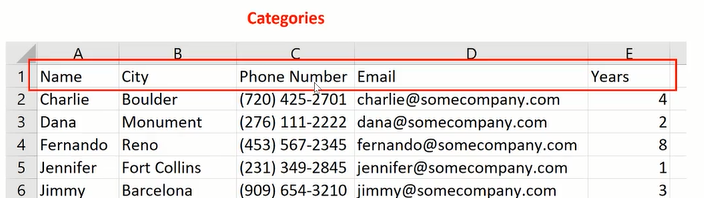 Categories
A B C D E
1 Name City Phone Number Email Years
2 Charlie Boulder (720) 425-2701 charlie@somecompany.com 4
3 Dana Monument (276) 111-2222 dana@somecompany.com 2
4 Fernando Reno (453) 567-2345 fernando@somecompany.com 8
5 Jennifer Fort Collins (231) 349-2845 jennifer@somecompany.com 1
6 Jimmy Barcelona (909) 654-3210 jimmy@somecompany.com 3